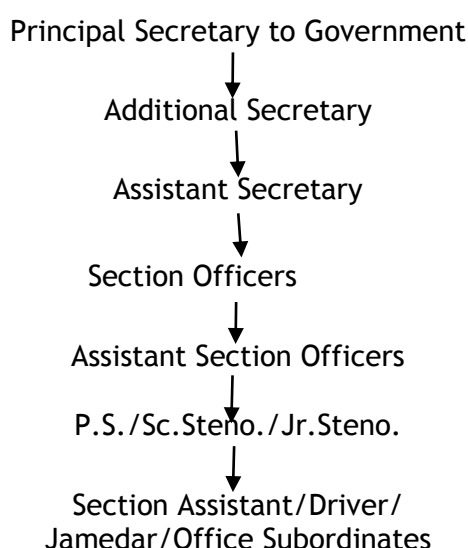 Principal Secretary to Government
Additional Secretary
Assistant Secretary
Section Officers
Assistant Section Officers
P.S./Sc.Steno./Jr.Steno.
Section Assistant/Driver/
Jamedar/Office Subordinates